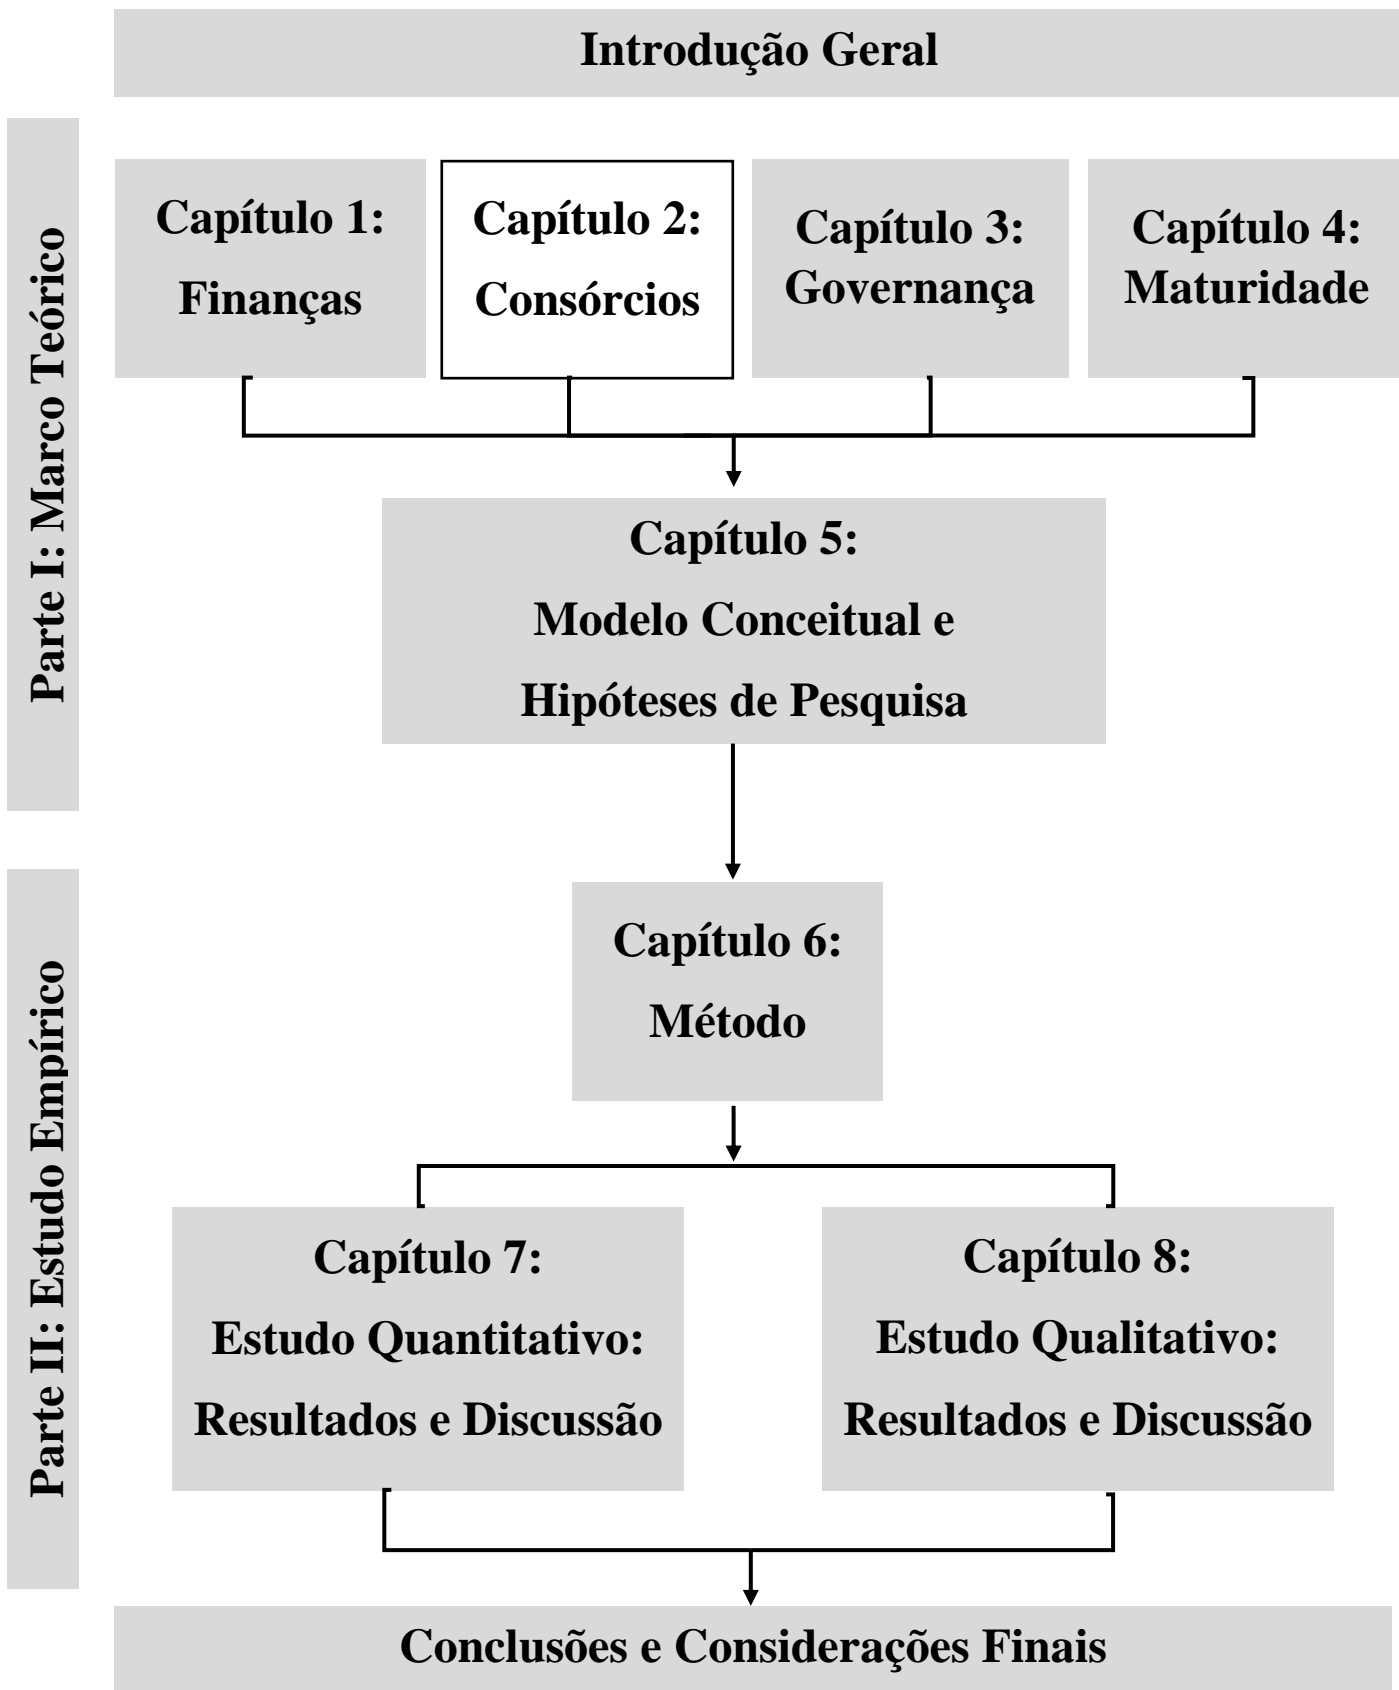 Introdução Geral
Parte I: Marco Teórico
Capítulo 1:
Finanças
Capítulo 2:
Consórcios
Capítulo 3:
Governança
Capítulo 4:
Maturidade
Capítulo 5:
Modelo Conceitual e
Hipóteses de Pesquisa
Parte II: Estudo Empírico
Capítulo 6:
Método
Capítulo 7:
Estudo Quantitativo:
Resultados e Discussão
Capítulo 8:
Estudo Qualitativo:
Resultados e Discussão
Conclusões e Considerações Finais